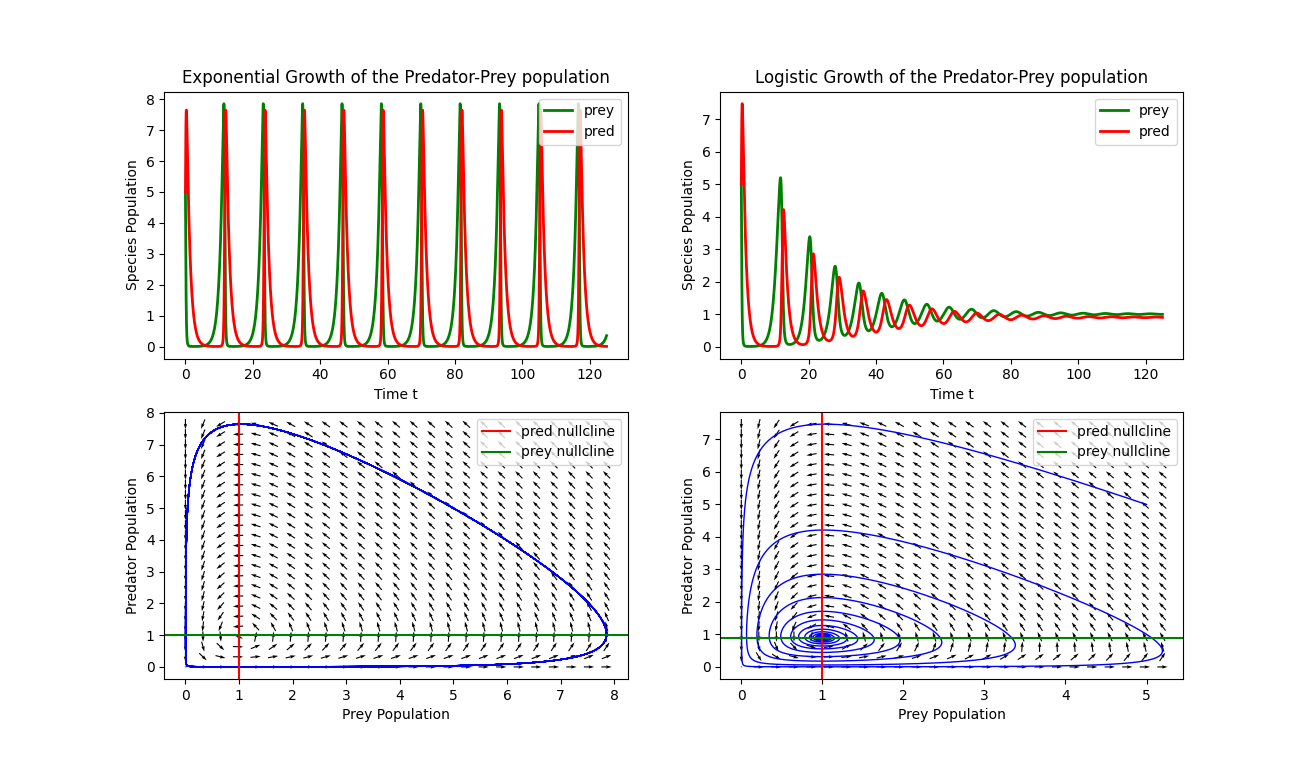 Exponential Growth of the Predator-Prey population
Species Population
8
7
6
5
4
3
2
1
0
prey
pred
0 20 40 60 80 100 120
Time t
Logistic Growth of the Predator-Prey population
Species Population
7
6
5
4
3
2
1
0
prey
pred
0 20 40 60 80 100 120
Time t
Predator Population
8
7
6
5
4
3
2
1
0
pred nullcline
prey nullcline
0 1 2 3 4 5 6 7 8
Prey Population
Predator Population
7
6
5
4
3
2
1
0
pred nullcline
prey nullcline
0 1 2 3 4 5
Prey Population